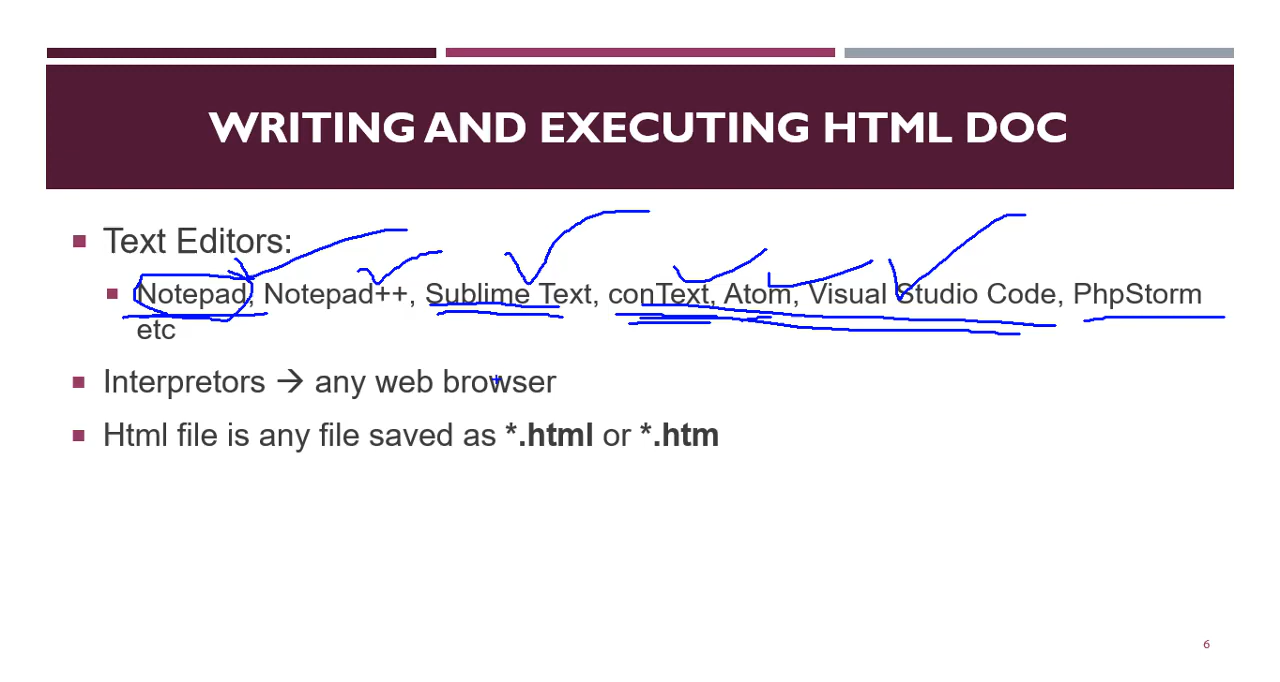 WRITING AND EXECUTING HTML DOC
Text Editors:
Notepad, Notepad++, Sublime Text, conText, Atom, Visual Studio Code, PhpStorm
etc
Interpretors → any web browser
Html file is any file saved as *.html or *.htm
6